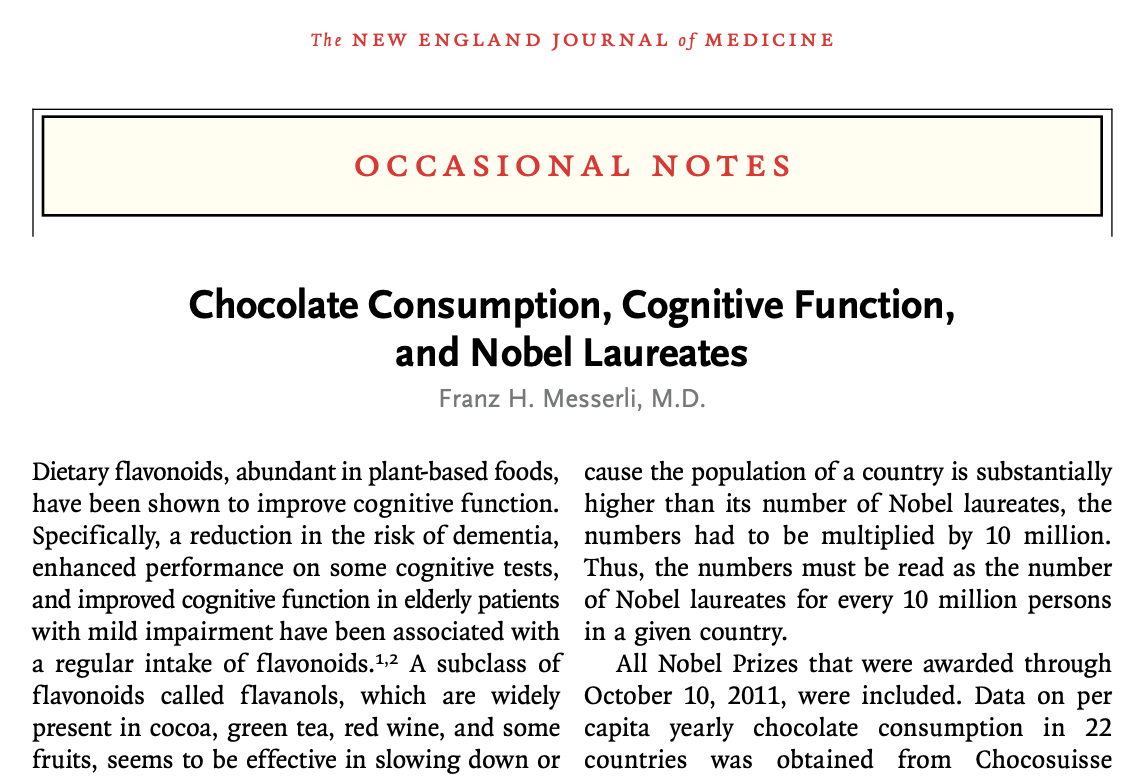 The NEW ENGLAND JOURNAL of MEDICINE
OCCASIONAL NOTES
Chocolate Consumption, Cognitive Function,
and Nobel Laureates
Franz H. Messerli, M.D.
Dietary flavonoids, abundant in plant-based foods,
have been shown to improve cognitive function.
Specifically, a reduction in the risk of dementia,
enhanced performance on some cognitive tests,
and improved cognitive function in elderly patients
with mild impairment have been associated with
a regular intake of flavonoids.1,2 A subclass of
flavonoids called flavanols, which are widely
present in cocoa, green tea, red wine, and some
fruits, seems to be effective in slowing down or
cause the population of a country is substantially
higher than its number of Nobel laureates, the
numbers had to be multiplied by 10 million.
Thus, the numbers must be read as the number
of Nobel laureates for every 10 million persons
in a given country.
All Nobel Prizes that were awarded through
October 10, 2011, were included. Data on per
capita yearly chocolate consumption in 22
countries was obtained from Chocosuisse